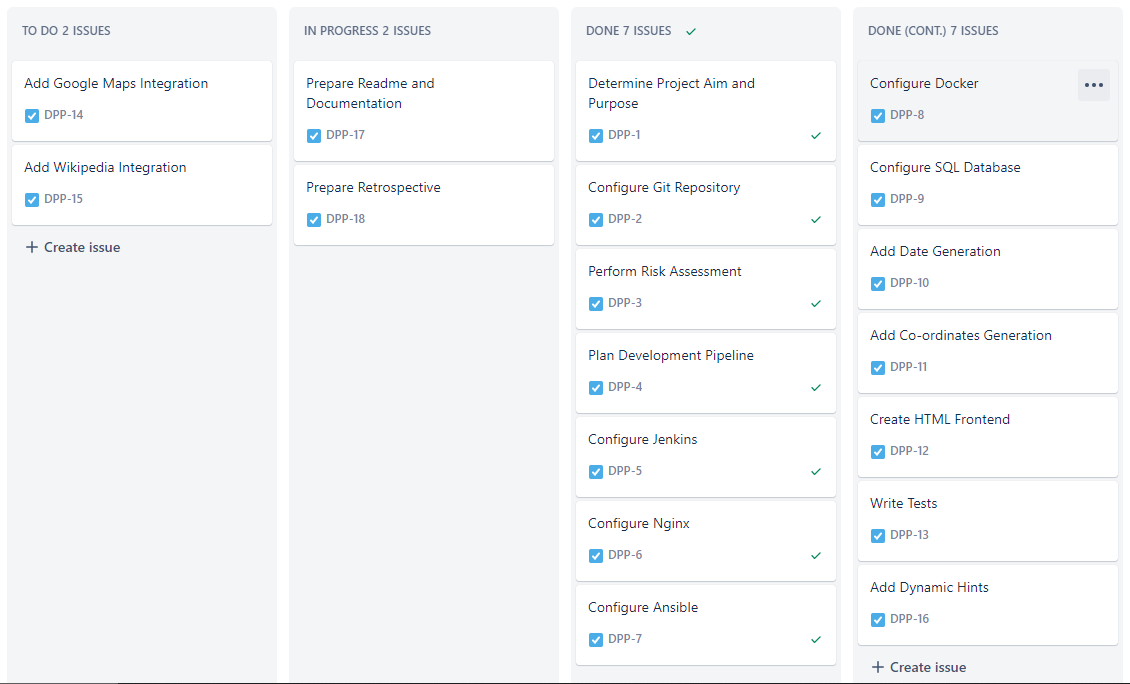 TO DO 2 ISSUES
Add Google Maps Integration
DPP-14
Add Wikipedia Integration
DPP-15
Create issue
IN PROGRESS 2 ISSUES
Prepare Readme and
Documentation
DPP-17
Prepare Retrospective
DPP-18
DONE 7 ISSUES
Determine Project Aim and
Purpose
DPP-1
Configure Git Repository
DPP-2
Perform Risk Assessment
DPP-3
Plan Development Pipeline
DPP-4
Configure Jenkins
DPP-5
Configure Nginx
DPP-6
Configure Ansible
DPP-7
DONE (CONT.) 7 ISSUES
Configure Docker
DPP-8
Configure SQL Database
DPP-9
Add Date Generation
DPP-10
Add Co-ordinates Generation
DPP-11
Create HTML Frontend
DPP-12
Write Tests
DPP-13
Add Dynamic Hints
DPP-16
Create issue